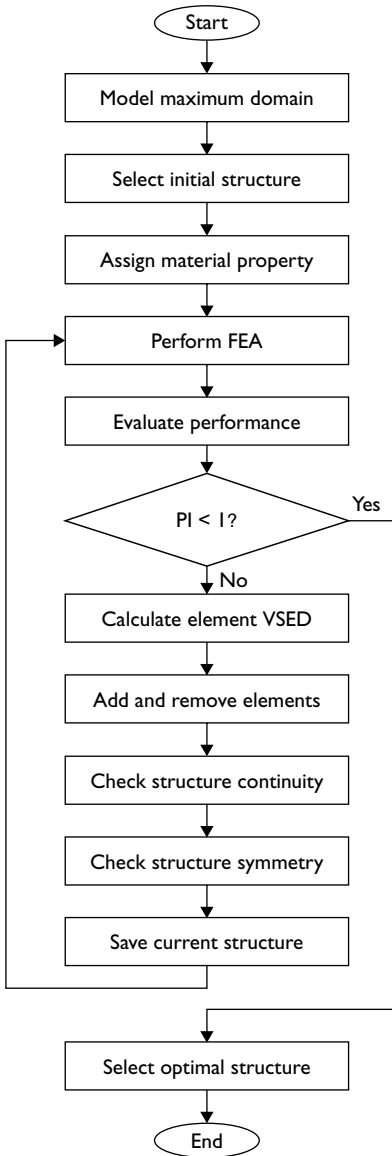 Start
Model maximum domain
Select initial structure
Assign material property
Perform FEA
Evaluate performance
PI < 1?
Yes
No
Calculate element VSED
Add and remove elements
Check structure continuity
Check structure symmetry
Save current structure
Select optimal structure
End